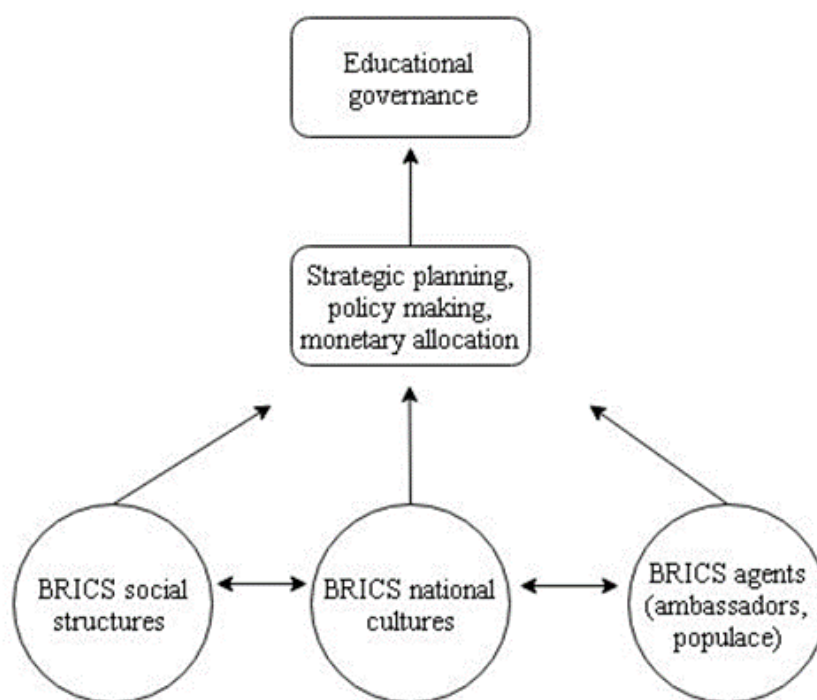 Educational
governance
Strategic planning,
policy making,
monetary allocation
BRICS social
structures
BRICS national
cultures
BRICS agents
(ambassadors,
populace)